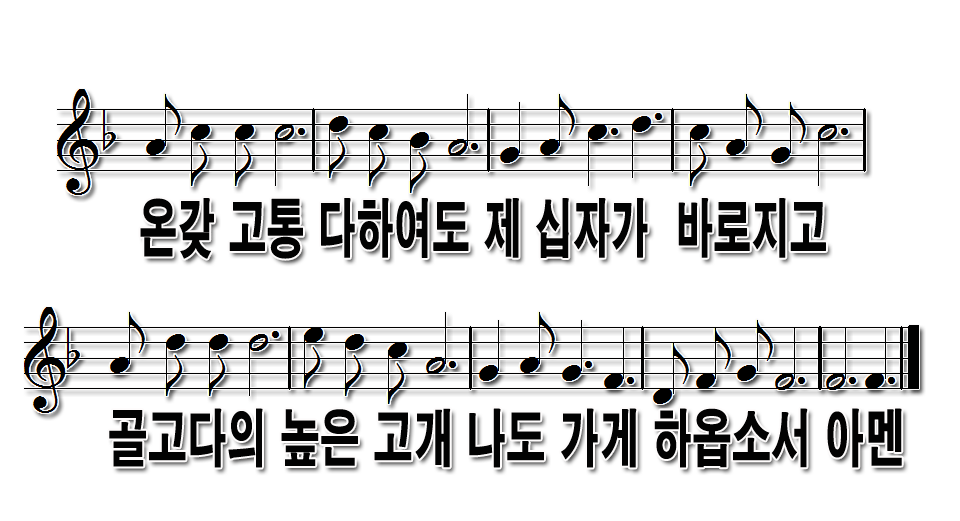 온갖 고통 다하여도 제 십자가 바로지고
골고다의 높은 고개 나도 가게 하옵소서 아멘